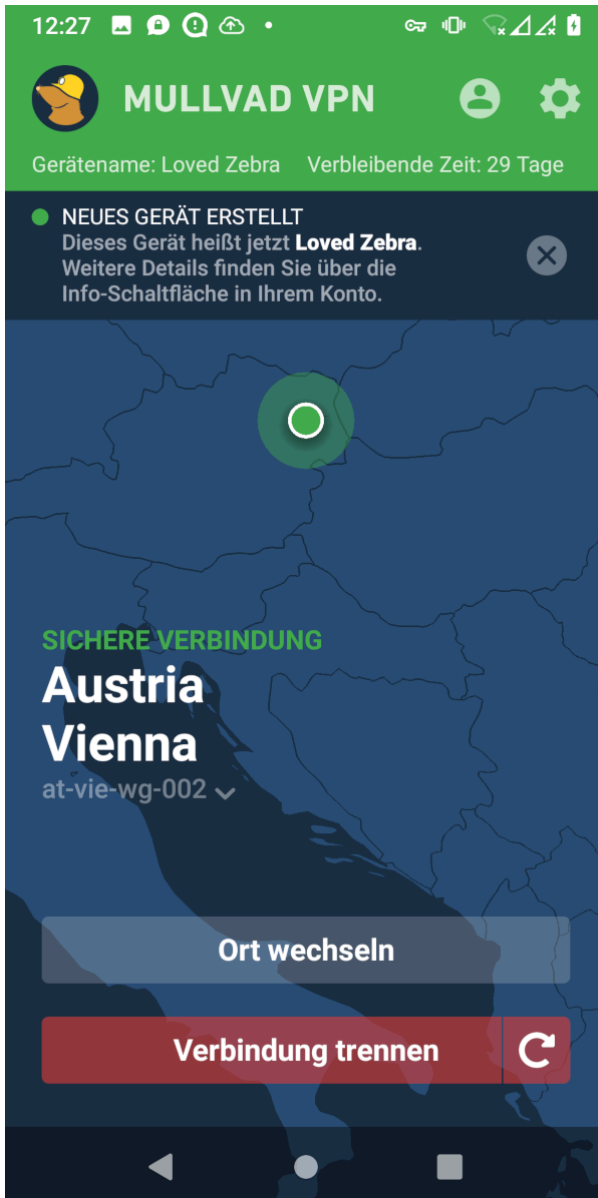 12:27
MULLVAD VPN
Gerätename: Loved Zebra Verbleibende Zeit: 29 Tage
NEUES GERÄT ERSTELLT
Dieses Gerät heißt jetzt Loved Zebra.
Weitere Details finden Sie über die
Info-Schaltfläche in Ihrem Konto.
SICHERE VERBINDUNG
Austria
Vienna
at-vie-wg-002
Ort wechseln
Verbindung trennen